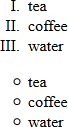 I. tea
II. coffee
III. water
○ tea
○ coffee
○ water